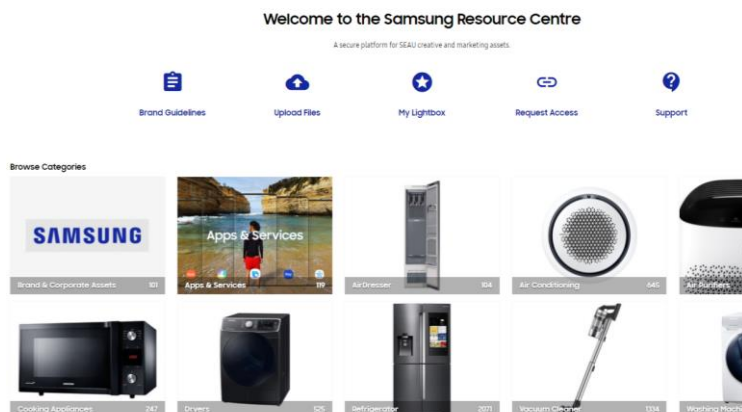 Welcome to the Samsung Resource Centre
A secure platform for SEAU creative and marketing assets.
Brand Guidelines
Upload Files
My Lightbox
Request Access
Support
Browse Categories
SAMSUNG
Apps & Services
Brand & Corporate Assets 101
Apps & Services 119
AirDresser 104
Air Conditioning 645
Air Purifiers
Cooking Appliances 247
Dryers 525
Refrigerator 2071
Vacuum Cleaner 1334
Washing